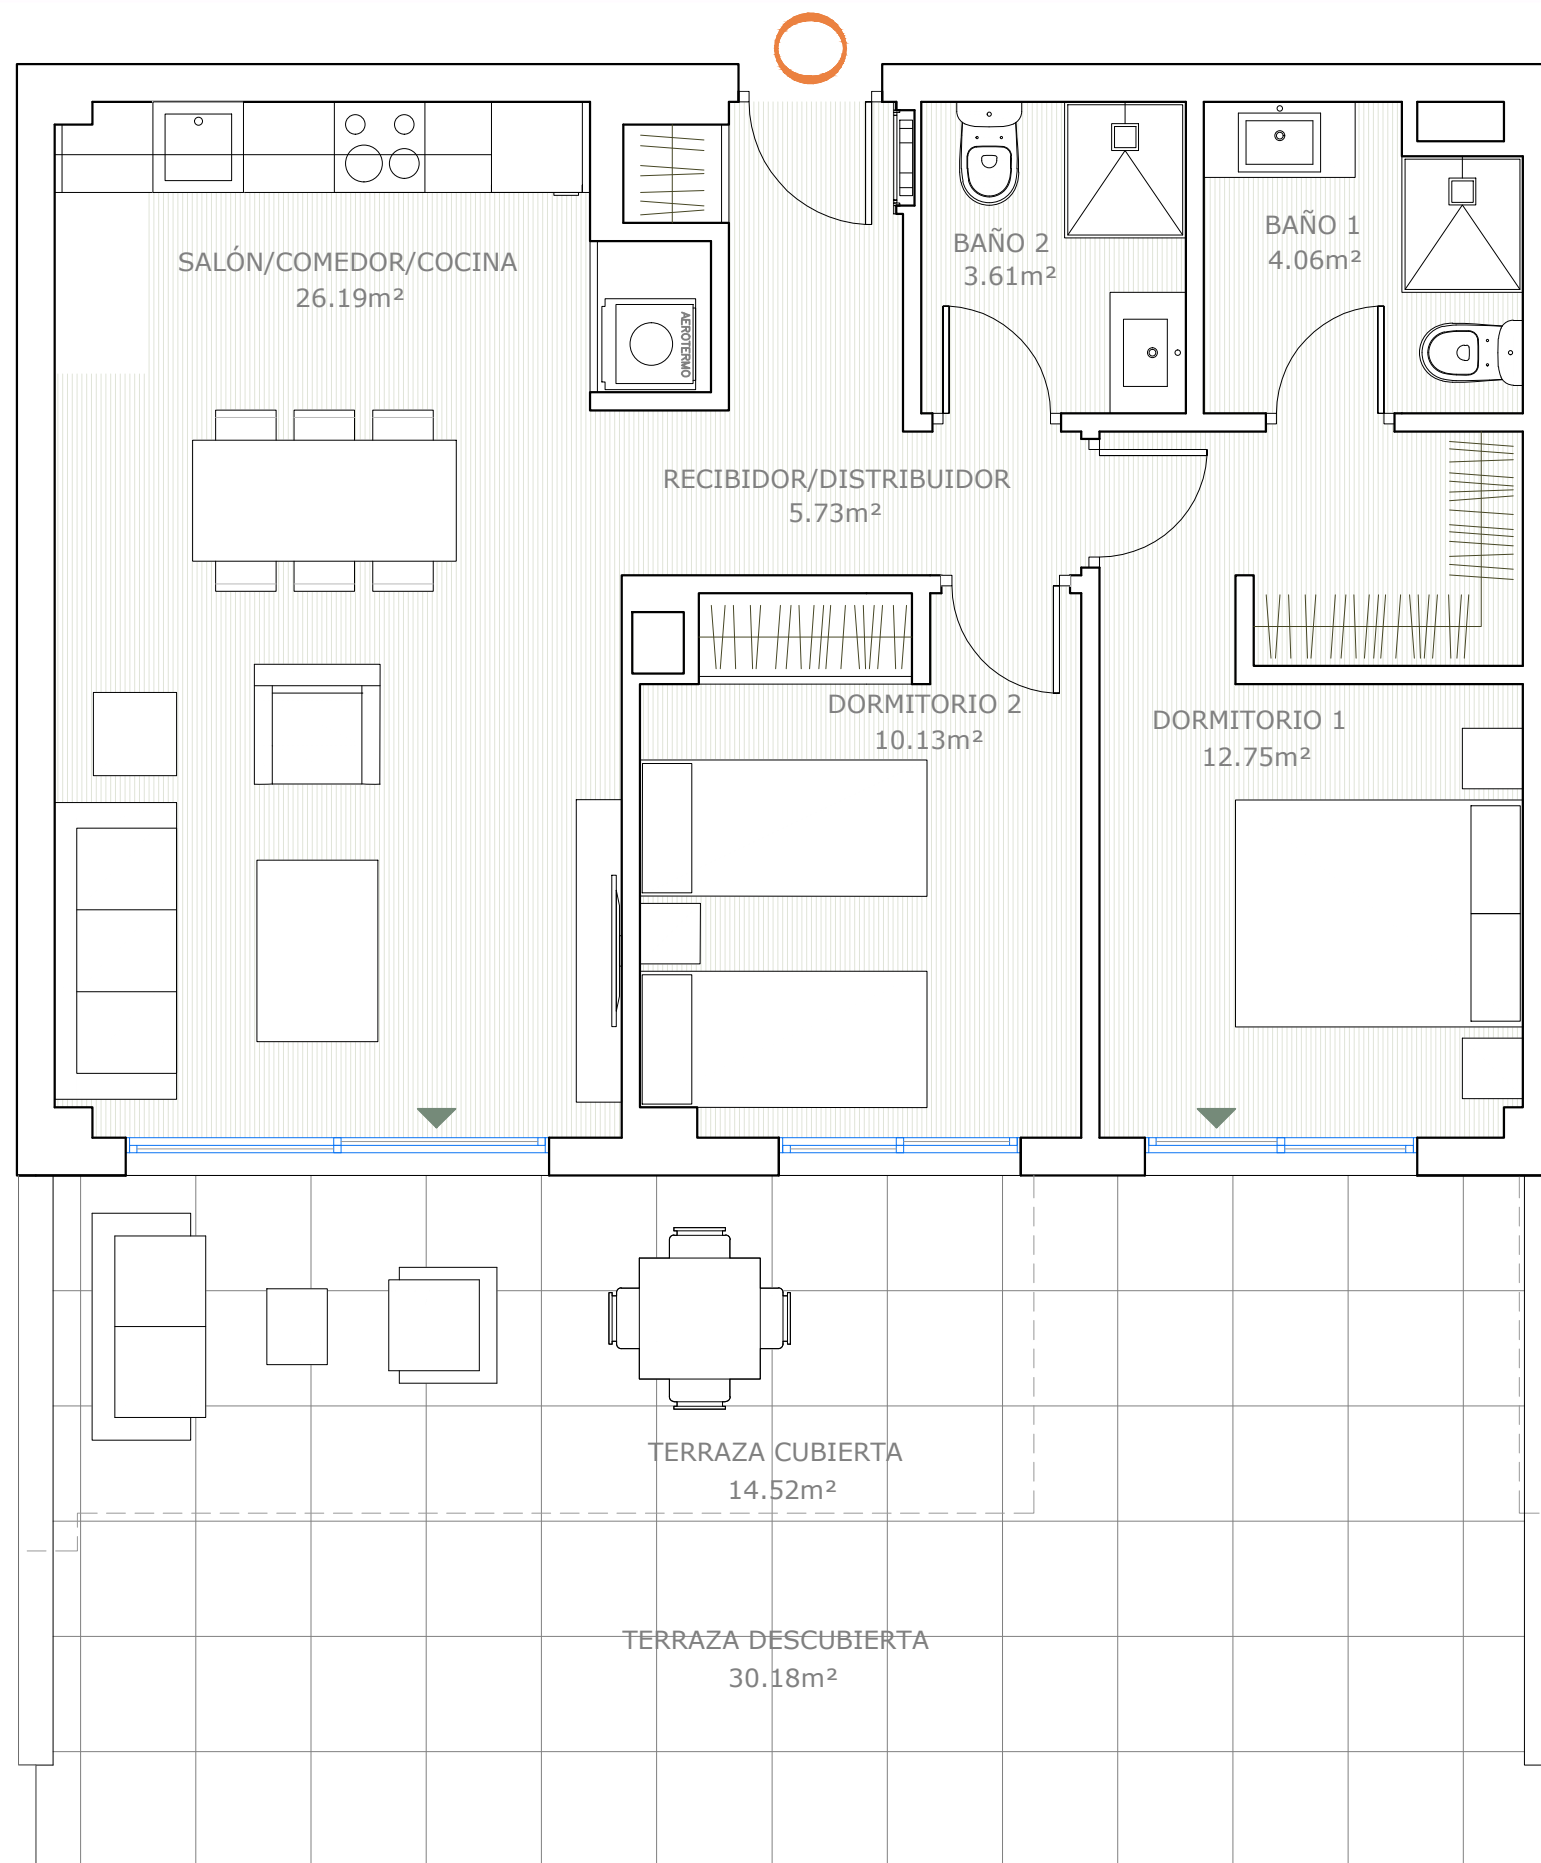 SALÓN/COMEDOR/COCINA
26.19m²
AEROTERMO
BAÑO 2
3.61m²
BAÑO 1
4.06m²
RECIBIDOR/DISTRIBUIDOR
5.73m²
DORMITORIO 2
10.13m²
DORMITORIO 1
12.75m²
TERRAZA CUBIERTA
14.52m²
TERRAZA DESCUBIERTA
30.18m²